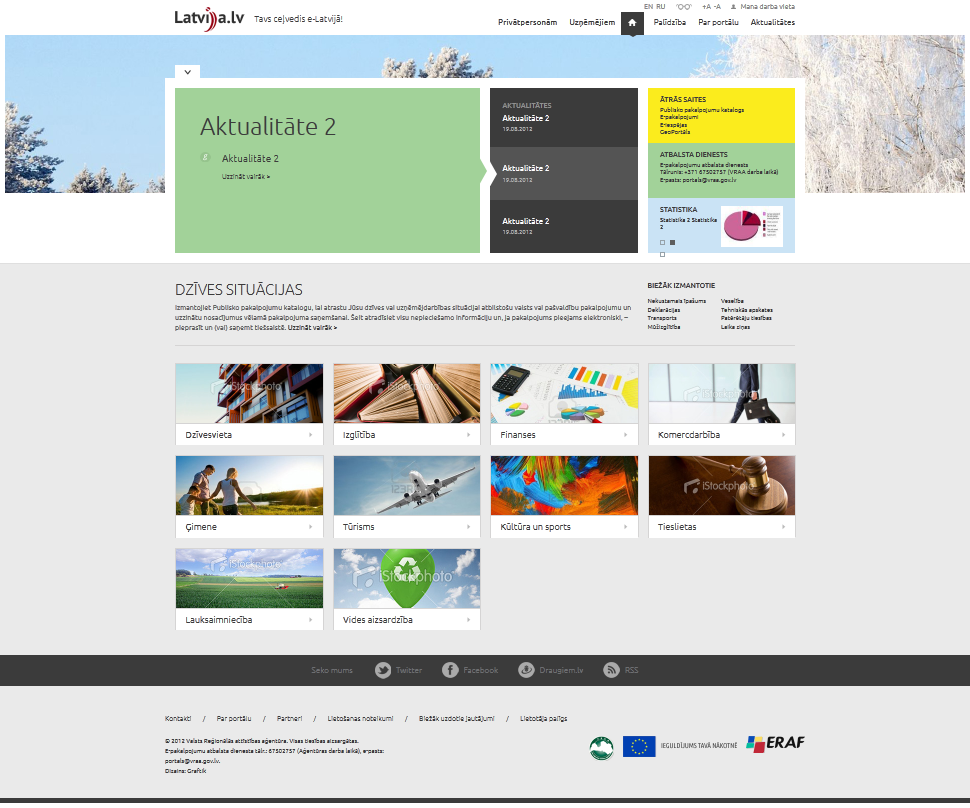 EN RU +A -A Mana darba vieta
Latvija.lv Tavs ceļvedis e-Latvijā!
Privātpersonām Uzņēmējiem Palīdzība Par portālu Aktualitātes
Aktualitāte 2
Aktualitāte 2
Uzzināt vairāk >
AKTUALITĀTES
Aktualitāte 2
19.08.2012
Aktualitāte 2
19.08.2012
Aktualitāte 2
19.08.2012
ĀTRĀS SAITES
Publisko pakalpojumu katalogs
E-pakalpojumi
E-iespējas
GeoPortāls
ATBALSTA DIENESTS
E-pakalpojumu atbalsta dienests
Tālrunis: +371 67502757 (VRAA darba laikā)
E-pasts: portals@vraa.gov.lv
STATISTIKA
Statistika 2 Statistika
2
DZĪVES SITUĀCIJAS
Izmantojiet Publisko pakalpojumu katalogu, lai atrastu Jūsu dzīves vai uzņēmējdarbības situācijai atbilstošu valsts vai pašvaldību pakalpojumu un
uzzinātu nosacījumus vēlamā pakalpojuma saņemšanai. Šeit atradīsiet visu nepieciešamo informāciju un, ja pakalpojums pieejams elektroniski, –
pieprasīt un (vai) saņemt tiešsaistē. Uzzināt vairāk >
BIEŽĀK IZMANTOTIE
Nekustamais īpašums Veselība
Deklarācijas Tehniskās apskates
Transports Patērētāju tiesības
Mūžizglītība Laika ziņas
iStockphoto
iStockphoto
iStockphoto
Dzīvesvieta Izglītība Finanses Komercdarbība
iStockphoto
Ģimene Tūrisms Kultūra un sports Tieslietas
iStockphoto
iStockphoto
Lauksaimniecība Vides aizsardzība
Seko mums Twitter Facebook Draugiem.lv RSS
Kontakti / Par portālu / Partneri / Lietošanas noteikumi / Biežāk uzdotie jautājumi / Lietotāja palīgs
© 2012 Valsts Reģionālās attīstības aģentūra. Visas tiesības aizsargātas.
E-pakalpojumu atbalsta dienesta tālr.: 67502757 (Aģentūras darba laikā), e-pasts:
portals@vraa.gov.lv.
Dizains: Graftik
IEGULDĪJUMS TAVĀ NĀKOTNĒ ERAF